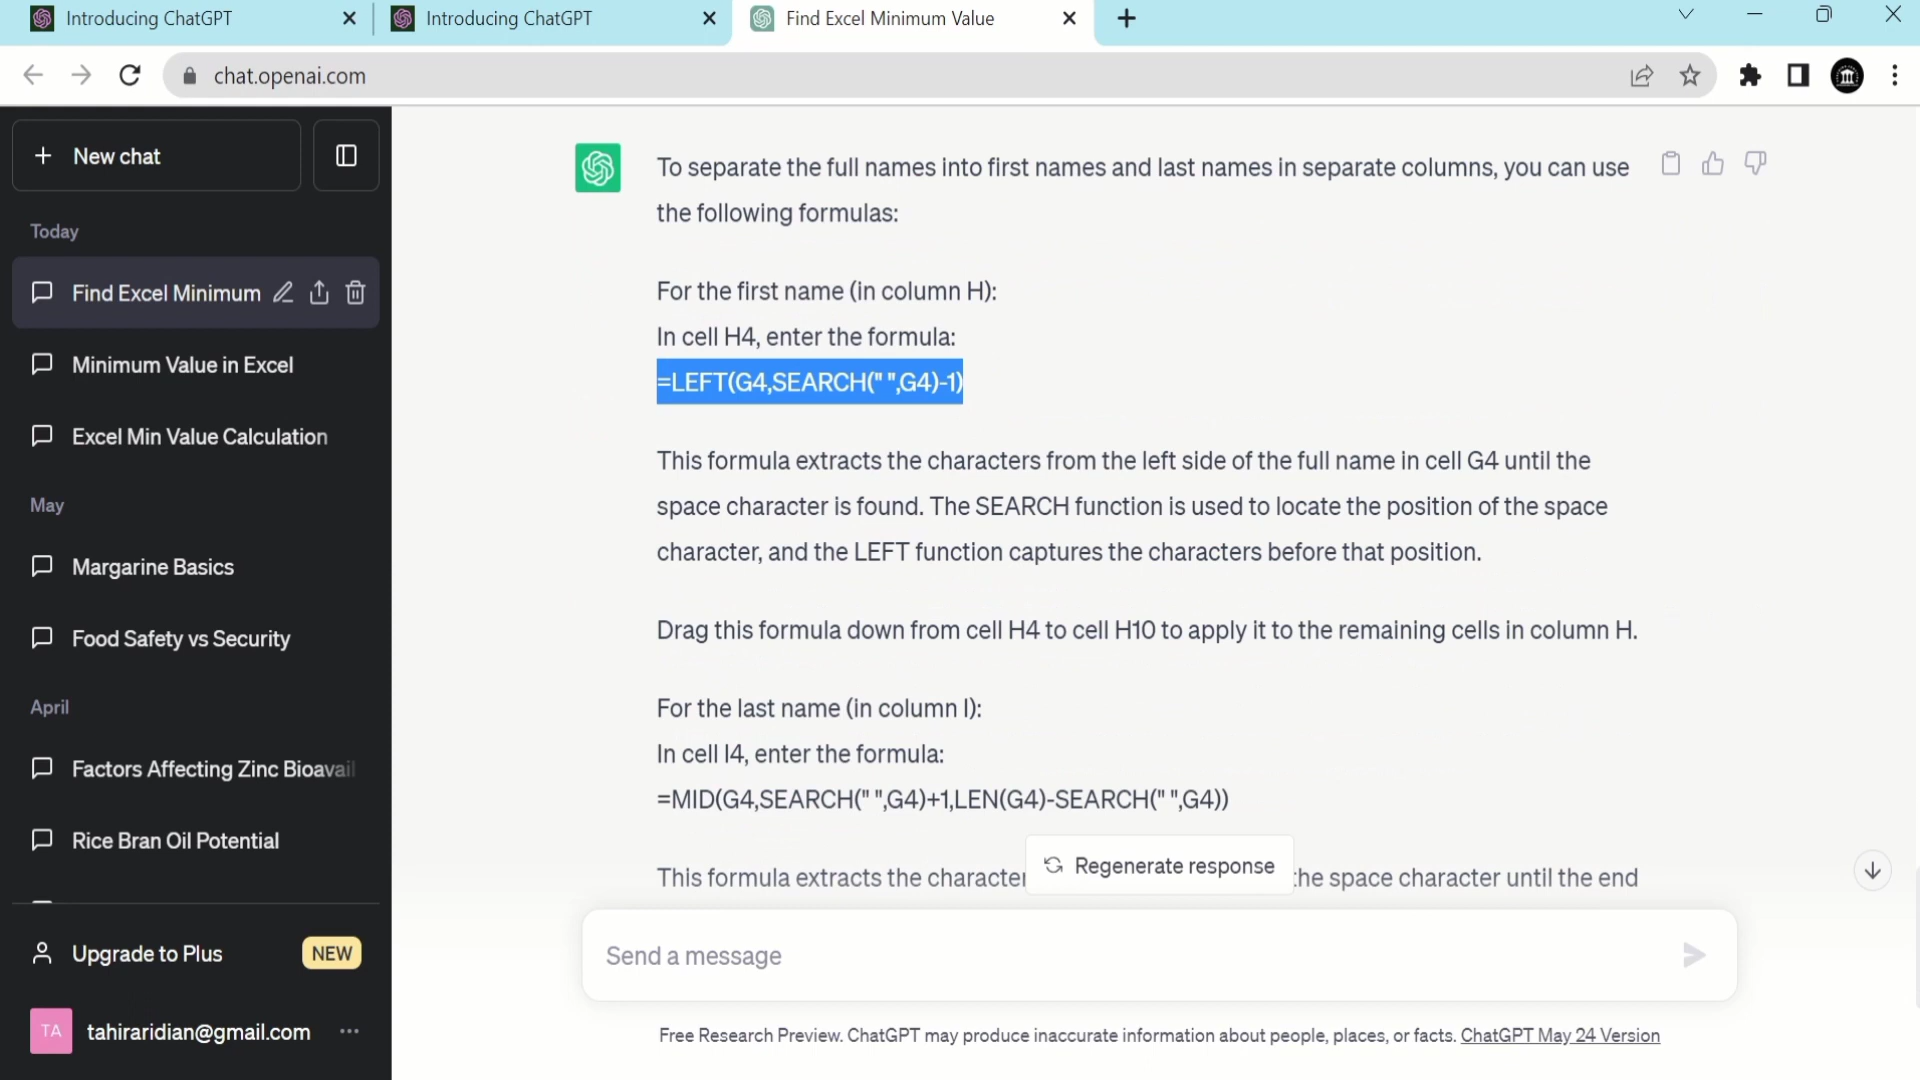 Introducing ChatGPT
Introducing ChatGPT
Find Excel Minimum Value
chat.openai.com
New chat
Today
Find Excel Minimum
Minimum Value in Excel
Excel Min Value Calculation
May
Margarine Basics
Food Safety vs Security
April
Factors Affecting Zinc Bioavail
Rice Bran Oil Potential
Upgrade to Plus NEW
TA tahiraridian@gmail.com
To separate the full names into first names and last names in separate columns, you can use
the following formulas:
For the first name (in column H):
In cell H4, enter the formula:
=LEFT(G4,SEARCH(" ",G4)-1)
This formula extracts the characters from the left side of the full name in cell G4 until the
space character is found. The SEARCH function is used to locate the position of the space
character, and the LEFT function captures the characters before that position.
Drag this formula down from cell H4 to cell H10 to apply it to the remaining cells in column H.
For the last name (in column I):
In cell I4, enter the formula:
=MID(G4,SEARCH(" ",G4)+1,LEN(G4)-SEARCH(" ",G4))
This formula extracts the character he space character until the end
Regenerate response
Send a message
Free Research Preview. ChatGPT may produce inaccurate information about people, places, or facts. ChatGPT May 24 Version